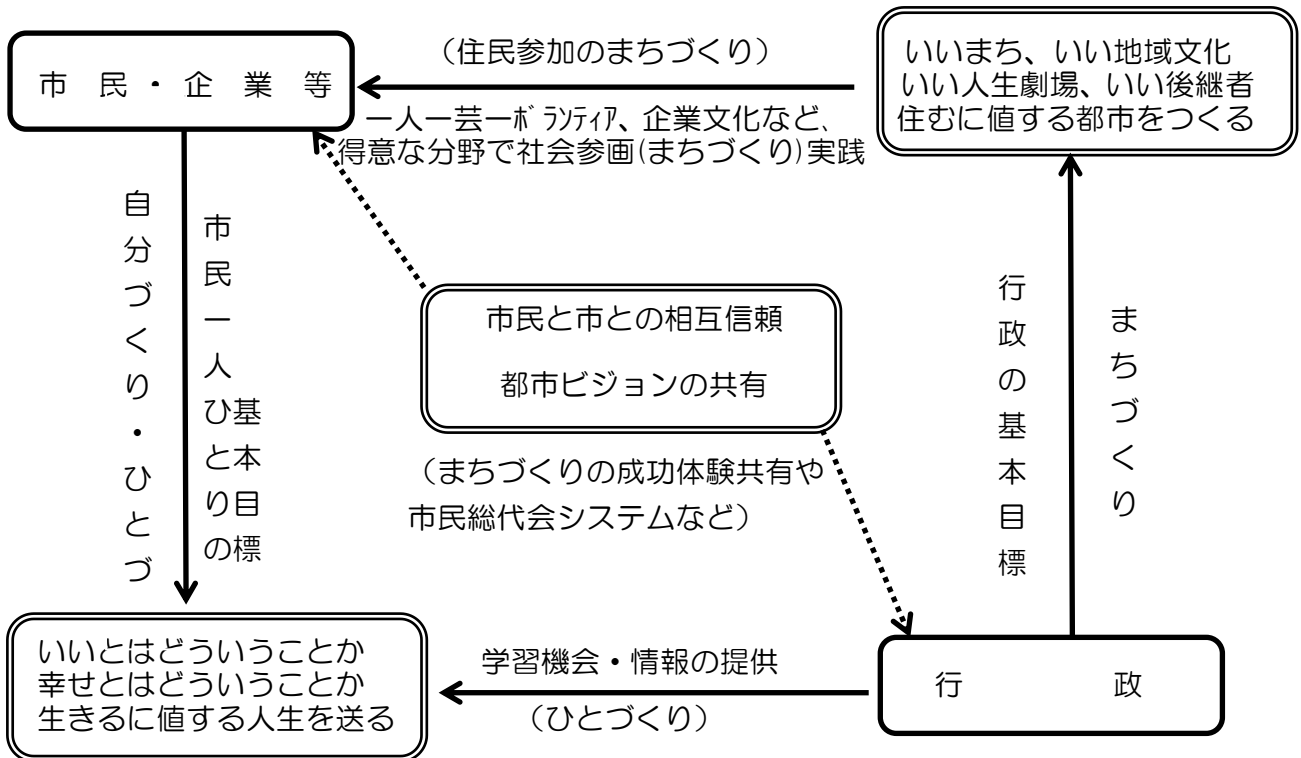 市民・企業等
（住民参加のまちづくり）
一人一芸一ボランティア、企業文化など、
得意な分野で社会参画(まちづくり)実践
いいまち、いい地域文化
いい人生劇場、いい後継者
住むに値する都市をつくる
自分づくり・ひとづ
市民一人ひとりの
基本目標
市民と市との相互信頼
都市ビジョンの共有
（まちづくりの成功体験共有や
市民総代会システムなど）
行政の基本目標
まちづくり
いいとはどういうことか
幸せとはどういうことか
生きるに値する人生を送る
学習機会・情報の提供
（ひとづくり）
行政